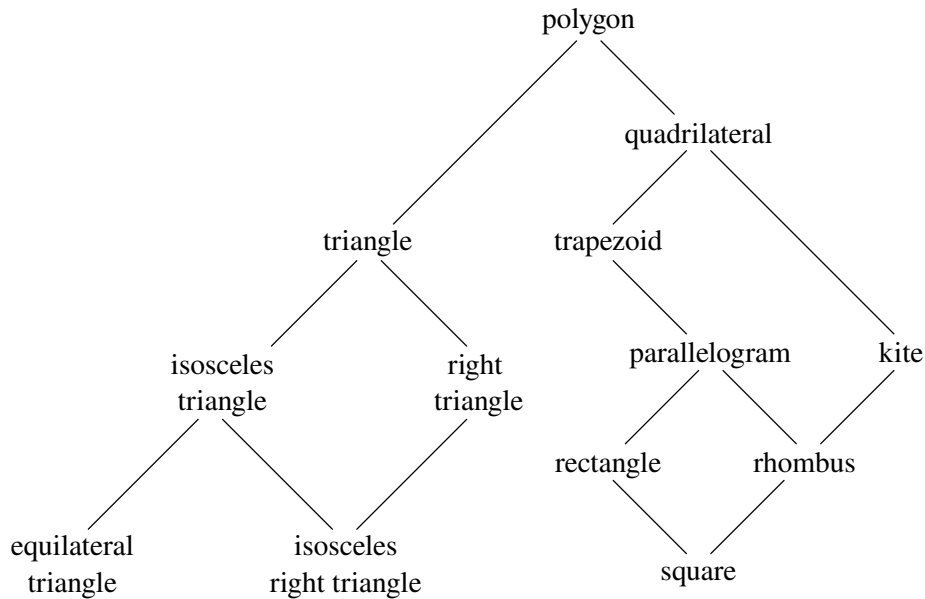 polygon
quadrilateral
triangle
trapezoid
isosceles
triangle
right
triangle
parallelogram
kite
rectangle
rhombus
equilateral
triangle
isosceles
right triangle
square